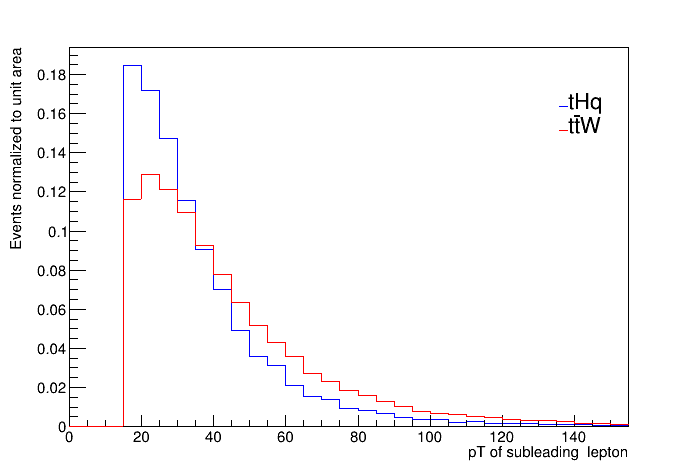 Events normalized to unit area
0.18
0.16
0.14
0.12
0.1
0.08
0.06
0.04
0.02
0
tHq
tt̄W
0 20 40 60 80 100 120 140
pT of subleading lepton